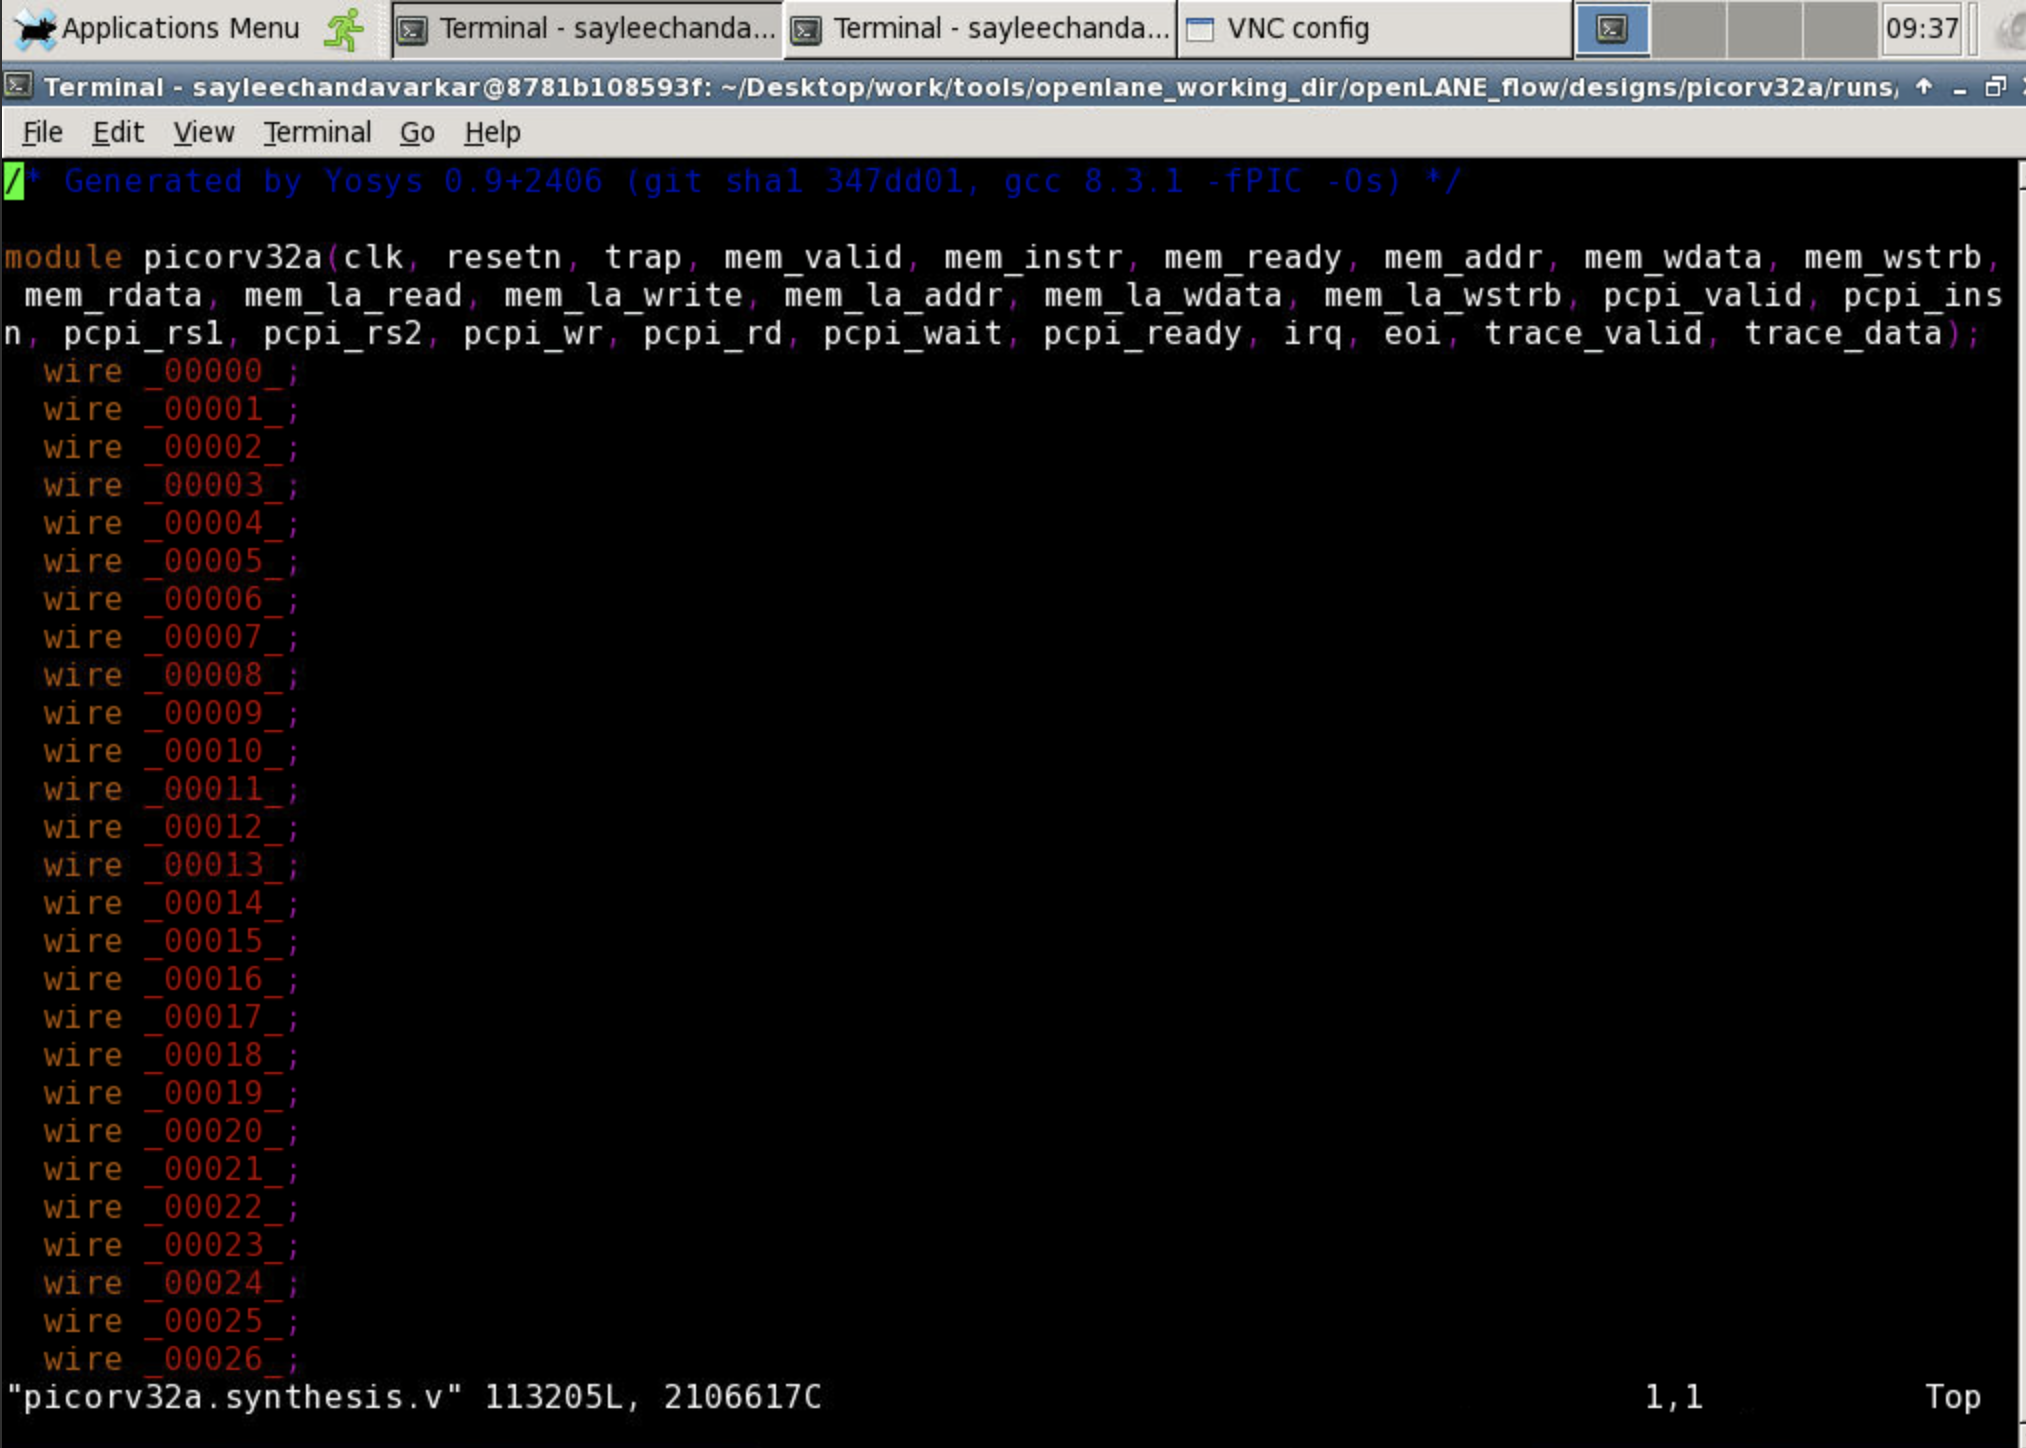 Applications Menu Terminal - sayleechanda... Terminal - sayleechanda... VNC config 09:37
Terminal - sayleechandavarkar@8781b108593f: ~/Desktop/work/tools/openlane_working_dir/openLANE_flow/designs/picorv32a/runs/
File Edit View Terminal Go Help
/* Generated by Yosys 0.9+2406 (git sha1 347dd01, gcc 8.3.1 -fPIC -Os) */
module picorv32a(clk, resetn, trap, mem_valid, mem_instr, mem_ready, mem_addr, mem_wdata, mem_wstrb,
mem_rdata, mem_la_read, mem_la_write, mem_la_addr, mem_la_wdata, mem_la_wstrb, pcpi_valid, pcpi_ins
n, pcpi_rs1, pcpi_rs2, pcpi_wr, pcpi_rd, pcpi_wait, pcpi_ready, irq, eoi, trace_valid, trace_data);
wire _00000_;
wire _00001_;
wire _00002_;
wire _00003_;
wire _00004_;
wire _00005_;
wire _00006_;
wire _00007_;
wire _00008_;
wire _00009_;
wire _00010_;
wire _00011_;
wire _00012_;
wire _00013_;
wire _00014_;
wire _00015_;
wire _00016_;
wire _00017_;
wire _00018_;
wire _00019_;
wire _00020_;
wire _00021_;
wire _00022_;
wire _00023_;
wire _00024_;
wire _00025_;
wire _00026_;
"picorv32a.synthesis.v" 113205L, 2106617C 1,1 Top